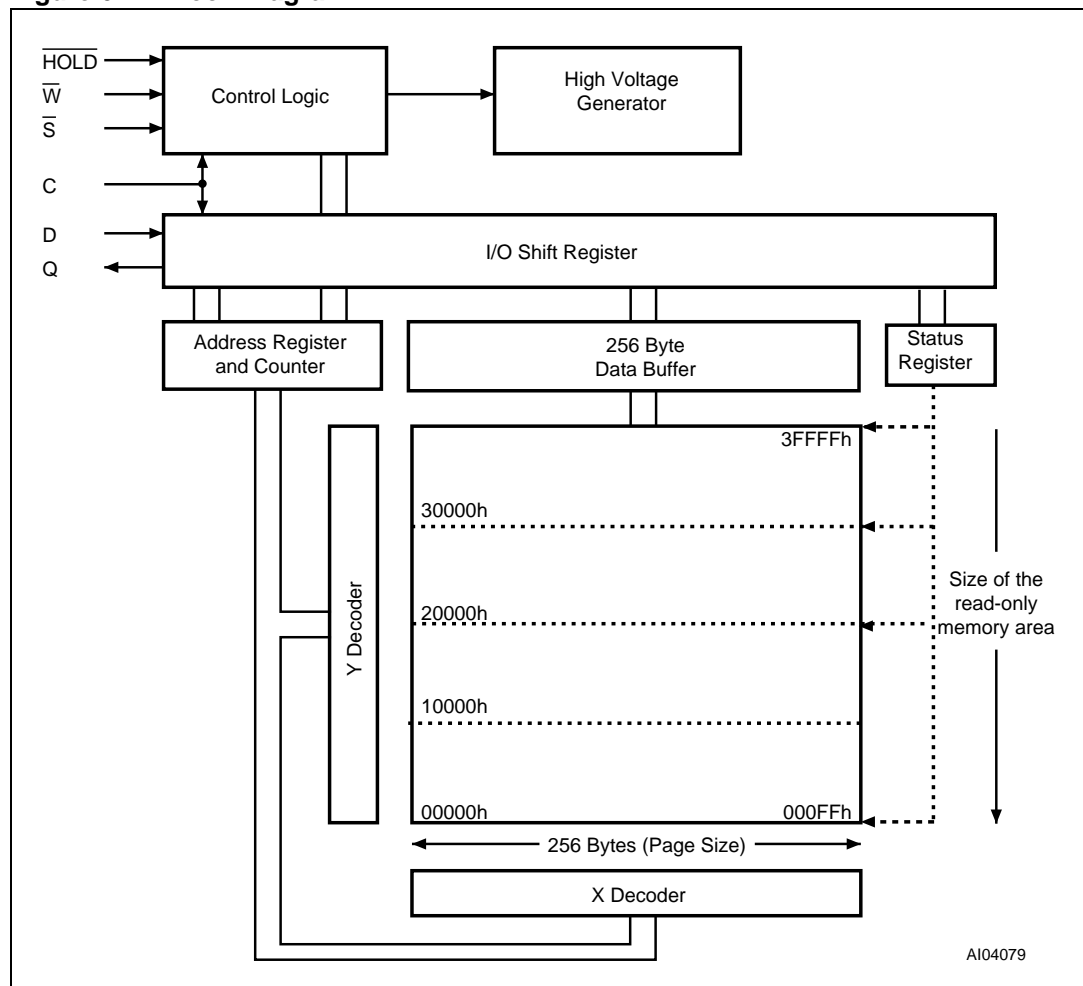 HOLD
W
S
C
D
Q
Control Logic
High Voltage
Generator
I/O Shift Register
Address Register
and Counter
256 Byte
Data Buffer
Status
Register
3FFFFh
30000h
20000h
10000h
00000h
000FFh
Y Decoder
Size of the
read-only
memory area
256 Bytes (Page Size)
X Decoder
AI04079